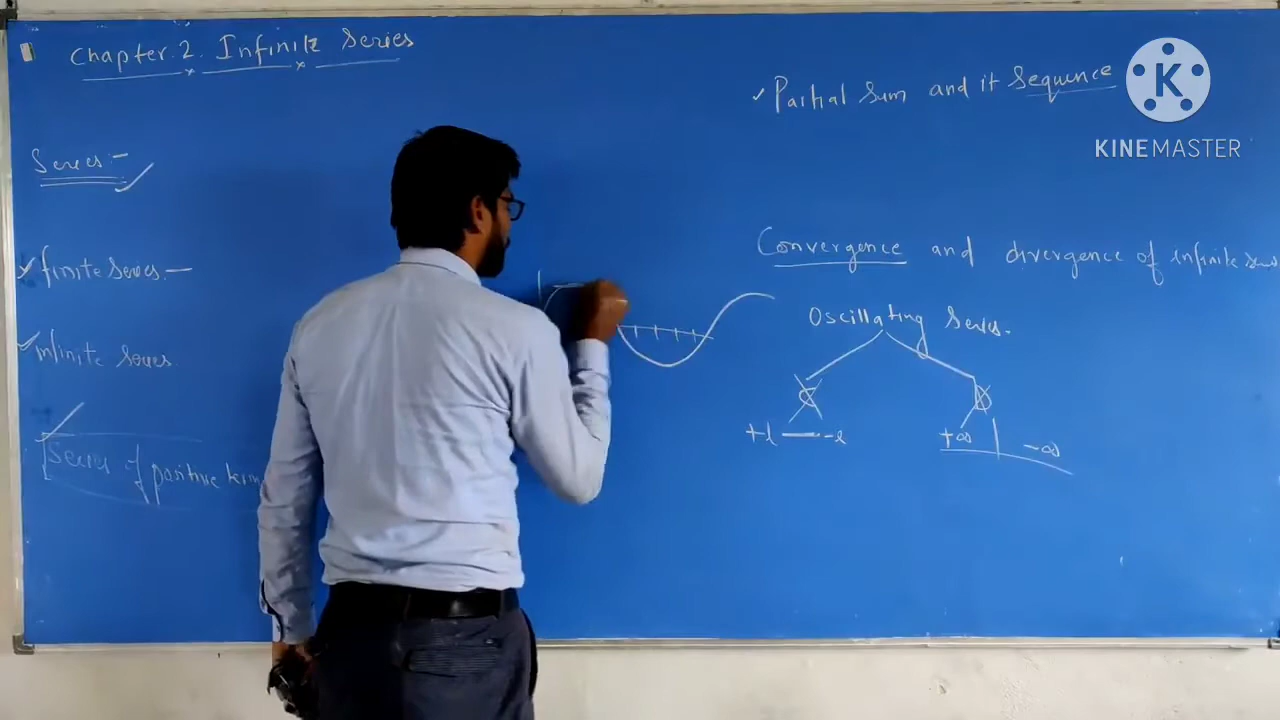 Chapter.2. Infinite Series
Series:-
finite series. —
Infinite series
Series of positive term
✓ Partial Sum and it Sequence
Convergence and divergence of infinite
Oscillating Series.
+l — -l
+∞ -∞
K
KINEMASTER